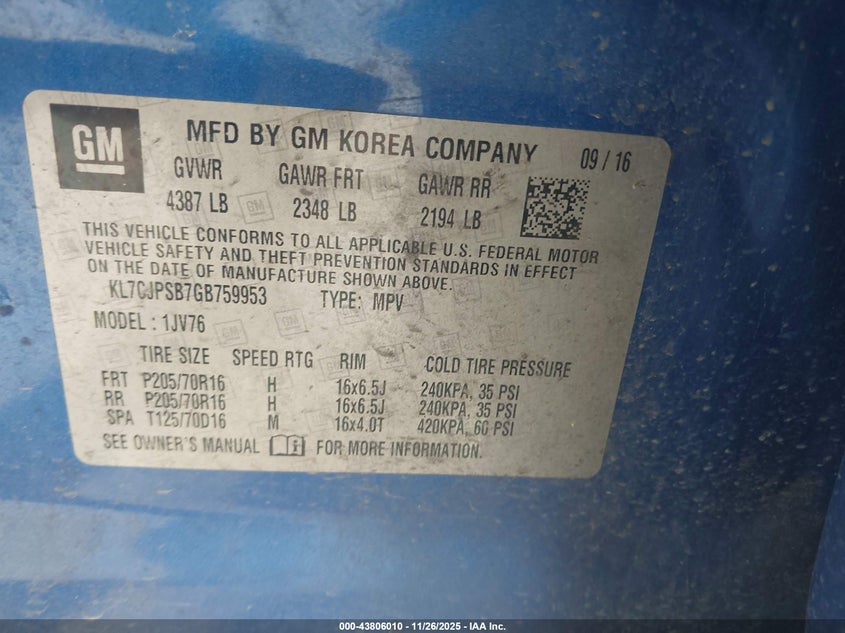 GM
MFD BY GM KOREA COMPANY 09 / 16
GVWR GAWR FRT GAWR RR
4387 LB 2348 LB 2194 LB
THIS VEHICLE CONFORMS TO ALL APPLICABLE U.S. FEDERAL MOTOR
VEHICLE SAFETY AND THEFT PREVENTION STANDARDS IN EFFECT
ON THE DATE OF MANUFACTURE SHOWN ABOVE.
KL7CJPSB7GB759953 TYPE: MPV
MODEL : 1JV76
TIRE SIZE SPEED RTG RIM COLD TIRE PRESSURE
FRT P205/70R16 H 16x6.5J 240KPA, 35 PSI
RR P205/70R16 H 16x6.5J 240KPA, 35 PSI
SPA T125/70D16 M 16x4.0T 420KPA, 60 PSI
SEE OWNER'S MANUAL FOR MORE INFORMATION.
000-43806010 - 11/26/2025 - IAA Inc.